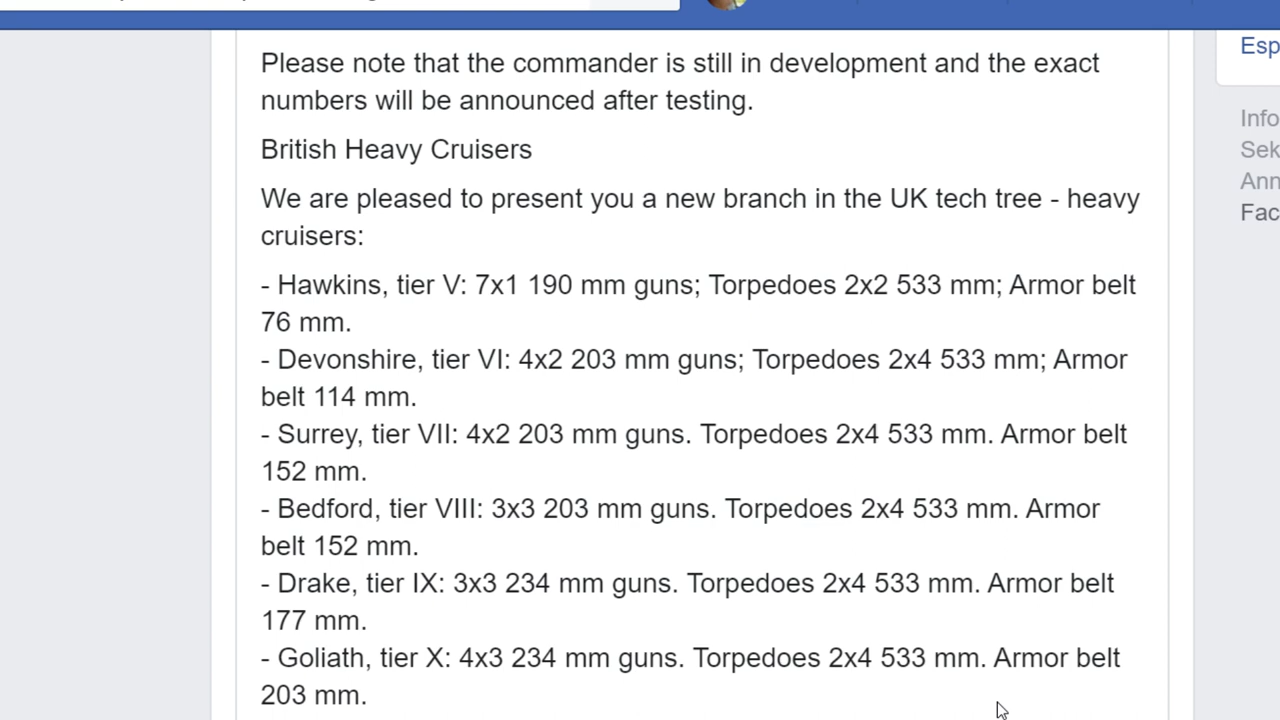 Please note that the commander is still in development and the exact
numbers will be announced after testing.
British Heavy Cruisers
We are pleased to present you a new branch in the UK tech tree - heavy
cruisers:
- Hawkins, tier V: 7x1 190 mm guns; Torpedoes 2x2 533 mm; Armor belt
76 mm.
- Devonshire, tier VI: 4x2 203 mm guns; Torpedoes 2x4 533 mm; Armor
belt 114 mm.
- Surrey, tier VII: 4x2 203 mm guns. Torpedoes 2x4 533 mm. Armor belt
152 mm.
- Bedford, tier VIII: 3x3 203 mm guns. Torpedoes 2x4 533 mm. Armor
belt 152 mm.
- Drake, tier IX: 3x3 234 mm guns. Torpedoes 2x4 533 mm. Armor belt
177 mm.
- Goliath, tier X: 4x3 234 mm guns. Torpedoes 2x4 533 mm. Armor belt
203 mm.
Esp
Info
Sek
Ann
Fac